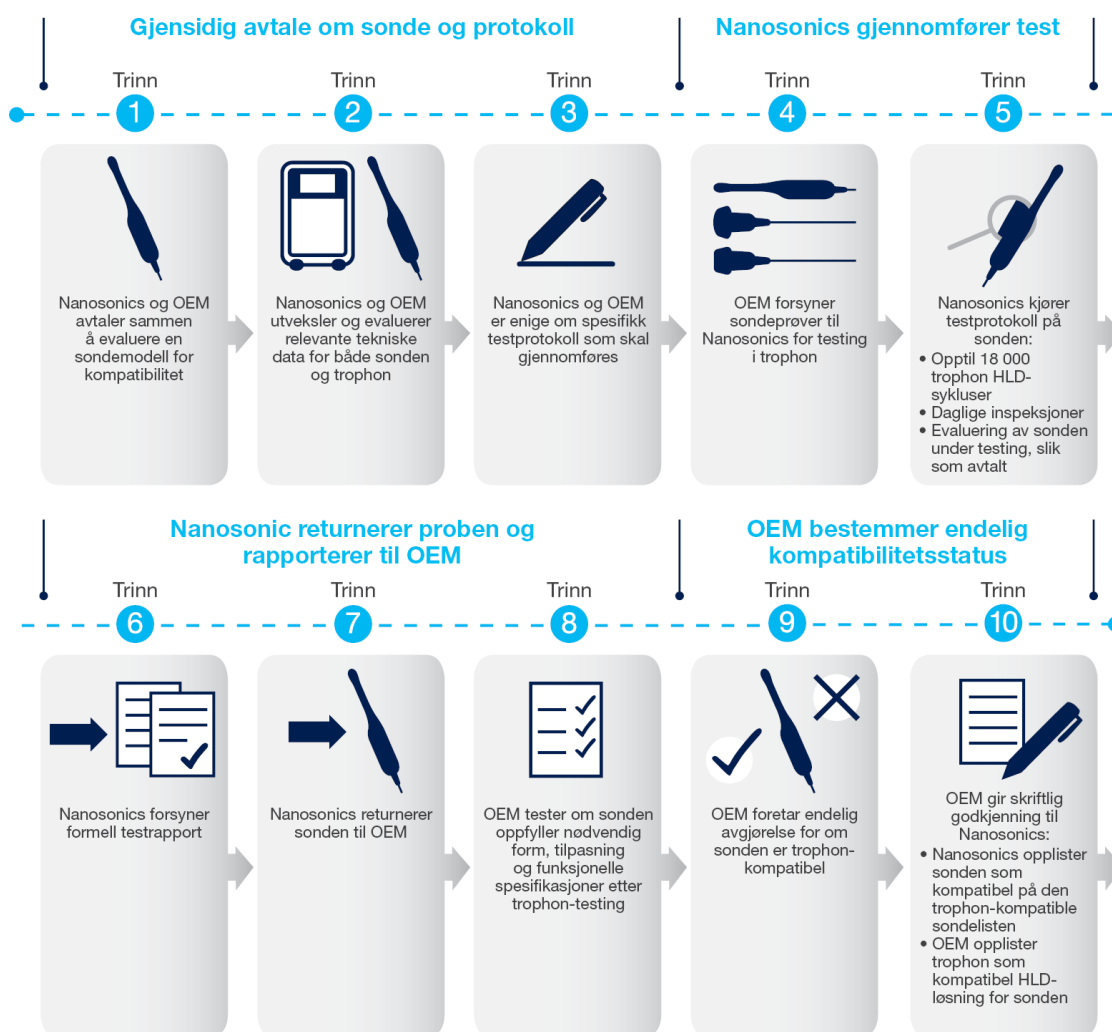 Gjensidig avtale om sonde og protokoll
Nanosonics gjennomfører test
Trinn
1
Trinn
2
Trinn
3
Trinn
4
Trinn
5
Nanosonics og OEM
avtaler sammen
å evaluere en
sondemodell for
kompatibilitet
Nanosonics og OEM
utveksler og evaluerer
relevante tekniske
data for både sonden
og trophon
Nanosonics og OEM
er enige om spesifikk
testprotokoll som skal
gjennomføres
OEM forsyner
sondeprøver til
Nanosonics for testing
i trophon
Nanosonics kjører
testprotokoll på
sonden:
• Opptil 18 000
trophon HLD-
sykluser
• Daglige inspeksjoner
• Evaluering av sonden
under testing, slik
som avtalt
Nanosonic returnerer proben og
rapporterer til OEM
OEM bestemmer endelig
kompatibilitetsstatus
Trinn
6
Trinn
7
Trinn
8
Trinn
9
Trinn
10
Nanosonics forsyner
formell testrapport
Nanosonics returnerer
sonden til OEM
OEM tester om sonden
oppfyller nødvendig
form, tilpasning
og funksjonelle
spesifikasjoner etter
trophon-testing
OEM foretar endelig
avgjørelse for om
sonden er trophon-
kompatibel
OEM gir skriftlig
godkjenning til
Nanosonics:
• Nanosonics opplister
sonden som
kompatibel på den
trophon-kompatible
sondelisten
• OEM opplister
trophon som
kompatibel HLD-
løsning for sonden